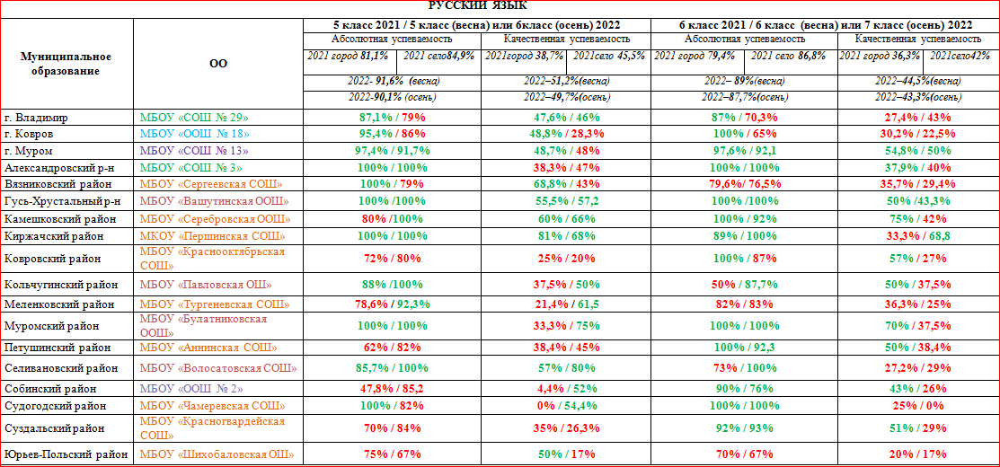 РУССКИЙ ЯЗЫК
Муниципальное образование | ОО | 5 класс 2021 / 5 класс (весна) или 6класс (осень) 2022 | 6 класс 2021 / 6 класс (весна) или 7 класс (осень) 2022
Абсолютная успеваемость | Качественная успеваемость | Абсолютная успеваемость | Качественная успеваемость
2021 город 81,1% | 2021 село84,9% | 2021город 38,7% | 2021село 45,5% | 2021 город 79,4% | 2021 село 86,8% | 2021 город 36,3% | 2021село42%
2022- 91,6% (весна) | 2022–51,2%(весна) | 2022– 89%(весна) | 2022–44,5%(весна)
2022-90,1% (осень) | 2022–49,7%(осень) | 2022–87,7%(осень) | 2022–43,3%(осень)
г. Владимир | МБОУ «СОШ № 29» | 87,1% / 79% | 47,6% / 46% | 87% / 70,3% | 27,4% / 43%
г. Ковров | МБОУ «ООШ № 18» | 95,4% / 86% | 48,8% / 28,3% | 100% / 65% | 30,2% / 22,5%
г. Муром | МБОУ «СОШ № 13» | 97,4% / 91,7% | 48,7% / 48% | 97,6% / 92,1 | 54,8% / 50%
Александровский р-н | МБОУ «СОШ № 3» | 100% / 100% | 38,3% / 47% | 100% / 100% | 37,9% / 40%
Вязниковский район | МБОУ «Сергеевская СОШ» | 100% / 79% | 68,8% / 43% | 79,6% / 76,5% | 35,7% / 29,4%
Гусь-Хрустальный р-н | МБОУ «Вашутинская ООШ» | 100% / 100% | 55,5% / 57,2 | 100% /100% | 50% /43,3%
Камешковский район | МБОУ «Серебровская ООШ» | 80% /100% | 60% / 66% | 100% / 92% | 75% / 42%
Киржачский район | МКОУ «Першинская СОШ» | 100% / 100% | 81% / 68% | 89% / 100% | 33,3% / 68,8
Ковровский район | МБОУ «Краснооктябрьская СОШ» | 72% / 80% | 25% / 20% | 100% / 87% | 57% / 27%
Кольчугинский район | МБОУ «Павловская ОШ» | 88% /100% | 37,5% / 50% | 50% / 87,7% | 50% / 37,5%
Меленковский район | МБОУ «Тургеневская СОШ» | 78,6% / 92,3% | 21,4% / 61,5 | 82% / 83% | 36,3% / 25%
Муромский район | МБОУ «Булатниковская ООШ» | 100% / 100% | 33,3% / 75% | 100% / 100% | 70% / 37,5%
Петушинский район | МБОУ «Аннинская СОШ» | 62% / 82% | 38,4% / 45% | 100% / 92,3 | 50% / 38,4%
Селивановский район | МБОУ «Волосатовская СОШ» | 85,7% / 100% | 57% / 80% | 73% / 100% | 27,2% / 29%
Собинский район | МБОУ «ООШ № 2» | 47,8% / 85,2 | 4,4% / 52% | 90% / 76% | 43% / 26%
Судогодский район | МБОУ «Чамеревская СОШ» | 100% / 82% | 0% / 54,4% | 100% / 100% | 25% / 0%
Суздальский район | МБОУ «Красногвардейская СОШ» | 70% / 84% | 35% / 26,3% | 92% / 93% | 51% / 29%
Юрьев-Польский район | МБОУ «Шихобаловская ОШ» | 75% / 67% | 50% / 17% | 70% / 67% | 20% / 17%